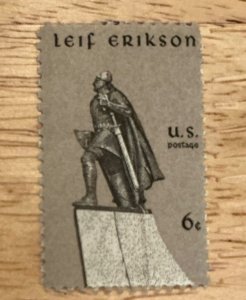 Leif Erikson
U.S.
postage
6¢